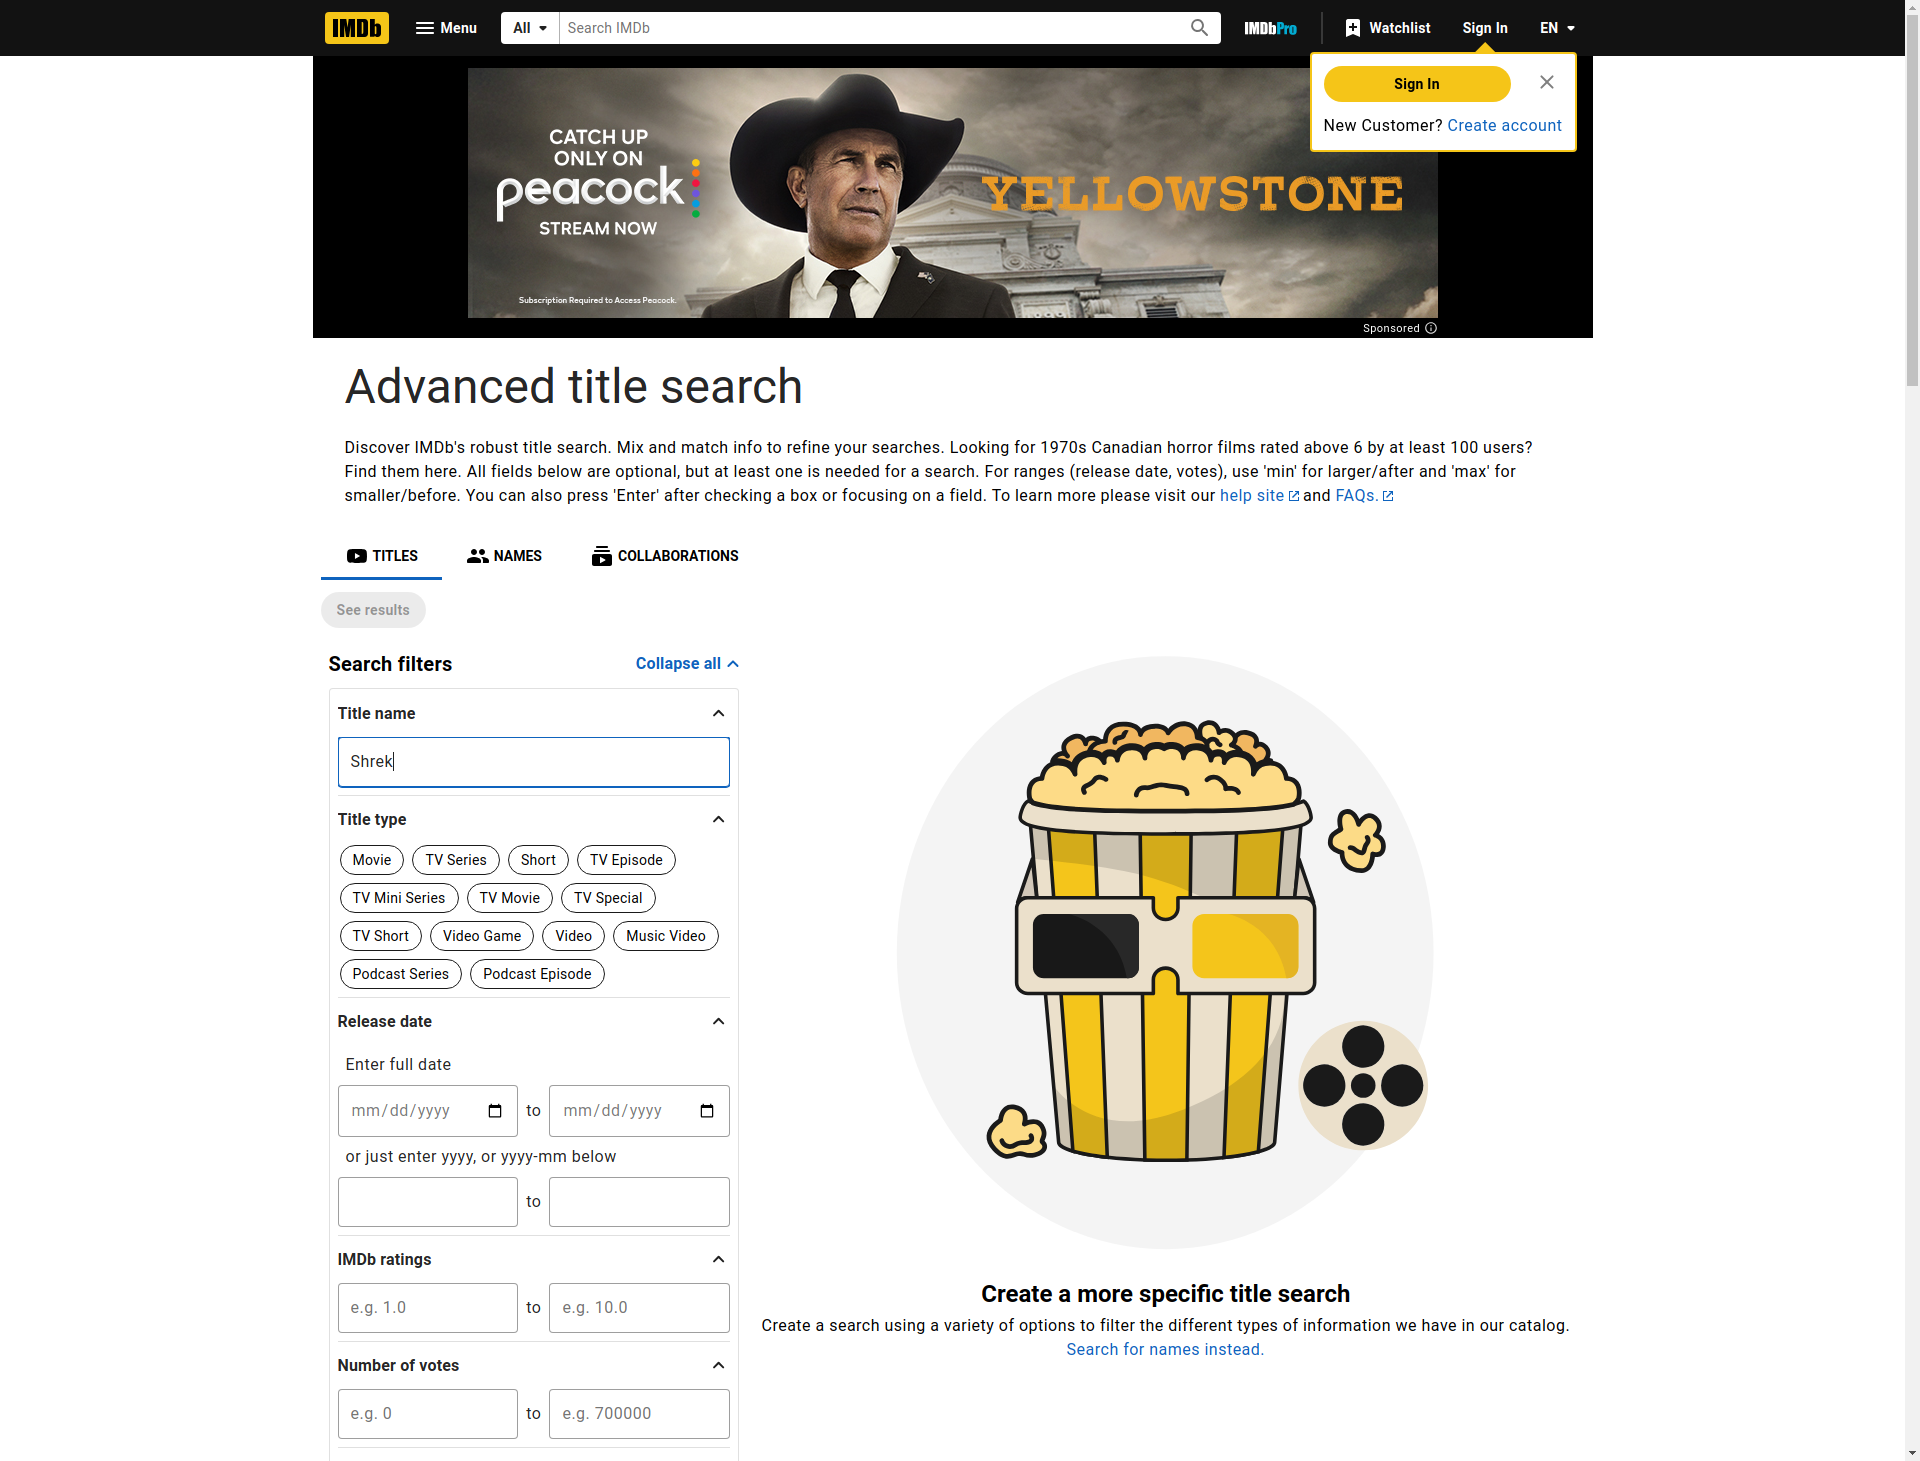 IMDb
Menu
All
Search IMDb
IMDbPro
Watchlist
Sign In
EN
Sign In
New Customer? Create account
CATCH UP
ONLY ON
peacock
STREAM NOW
Subscription Required to Access Peacock.
YELLOWSTONE
Sponsored
Advanced title search
Discover IMDb's robust title search. Mix and match info to refine your searches. Looking for 1970s Canadian horror films rated above 6 by at least 100 users?
Find them here. All fields below are optional, but at least one is needed for a search. For ranges (release date, votes), use 'min' for larger/after and 'max' for
smaller/before. You can also press 'Enter' after checking a box or focusing on a field. To learn more please visit our help site and FAQs.
TITLES
NAMES
COLLABORATIONS
See results
Search filters
Collapse all
Title name
Shrek
Title type
Movie
TV Series
Short
TV Episode
TV Mini Series
TV Movie
TV Special
TV Short
Video Game
Video
Music Video
Podcast Series
Podcast Episode
Release date
Enter full date
mm/dd/yyyy
to
mm/dd/yyyy
or just enter yyyy, or yyyy-mm below
to
IMDb ratings
e.g. 1.0
to
e.g. 10.0
Number of votes
e.g. 0
to
e.g. 700000
Create a more specific title search
Create a search using a variety of options to filter the different types of information we have in our catalog.
Search for names instead.